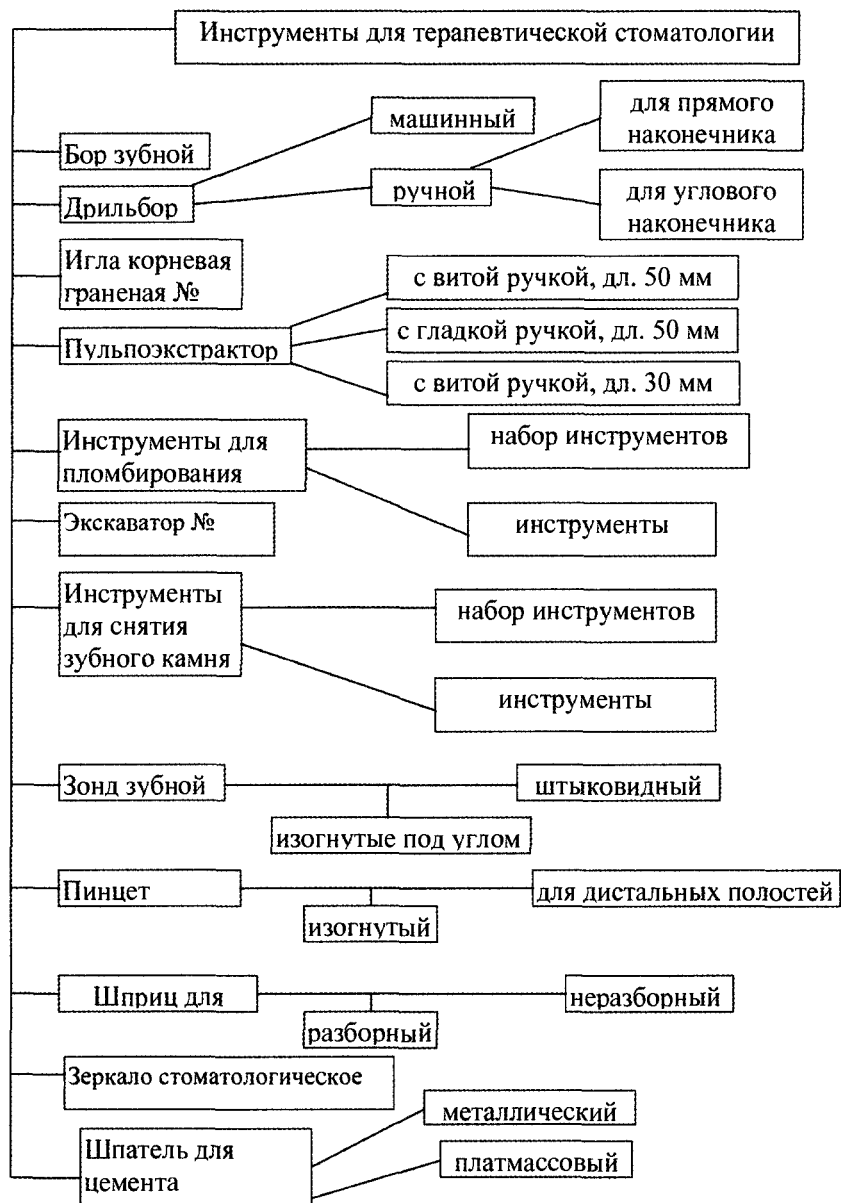 Инструменты для терапевтической стоматологии
машинный
для прямого
наконечника
Бор зубной
Дрильбор
ручной
для углового
наконечника
Игла корневая
граненая №
с витой ручкой, дл. 50 мм
Пульпоэкстрактор
с гладкой ручкой, дл. 50 мм
с витой ручкой, дл. 30 мм
Инструменты для
пломбирования
набор инструментов
Экскаватор №
инструменты
Инструменты
для снятия
зубного камня
набор инструментов
инструменты
Зонд зубной
штыковидный
изогнутые под углом
Пинцет
для дистальных полостей
изогнутый
Шприц для
неразборный
разборный
Зеркало стоматологическое
металлический
Шпатель для
цемента
платмассовый